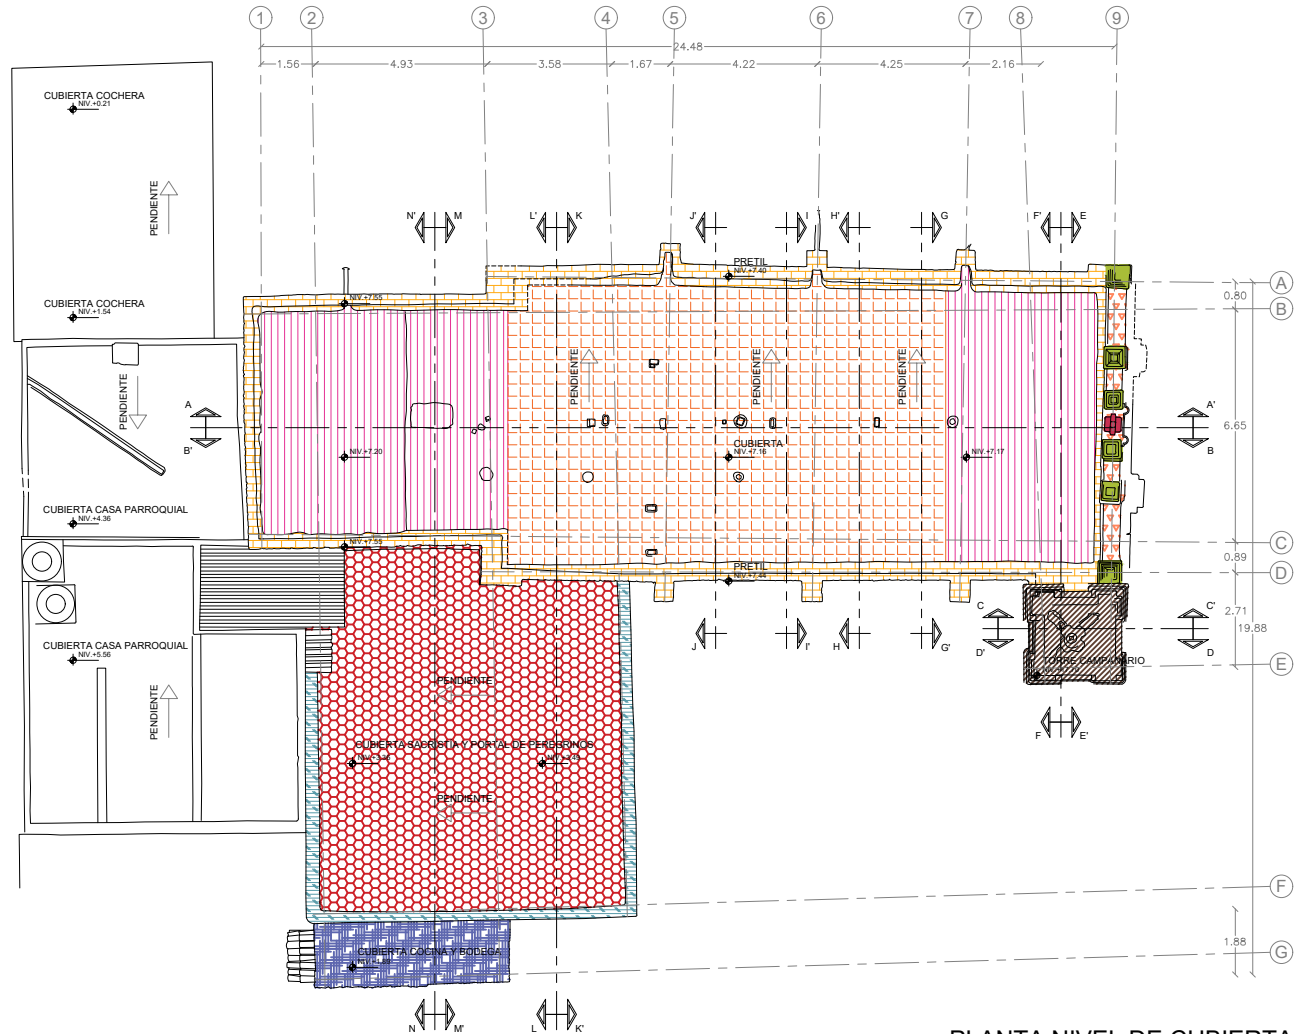 1 2 3 4 5 6 7 8 9
24.48
1.56 4.93 3.58 1.67 4.22 4.25 2.16
CUBIERTA COCHERA
NIV.+0.21
PENDIENTE
N' M L' K J' I H' G F' E
PRETIL
NIV.+7.40
A
0.80
B
NIV.+7.55
CUBIERTA COCHERA
NIV.+1.54
PENDIENTE
PENDIENTE
PENDIENTE
PENDIENTE
A
B'
A'
B
6.65
CUBIERTA
NIV.+7.20
NIV.+7.16
NIV.+7.17
CUBIERTA CASA PARROQUIAL
NIV.+4.36
NIV.+7.55
C
0.89
D
PRETIL
NIV.+7.44
C
D'
C'
D
2.71
19.88
J I' H G'
CUBIERTA CASA PARROQUIAL
NIV.+5.56
TORRE CAMPANARIO
E
PENDIENTE
PENDIENTE
F E'
CUBIERTA SACRISTIA Y PORTAL DE PEREGRINOS
PENDIENTE
F
1.88
CUBIERTA COCINA Y BODEGA
G
N M' L K'
PLANTA NIVEL DE CUBIERTA